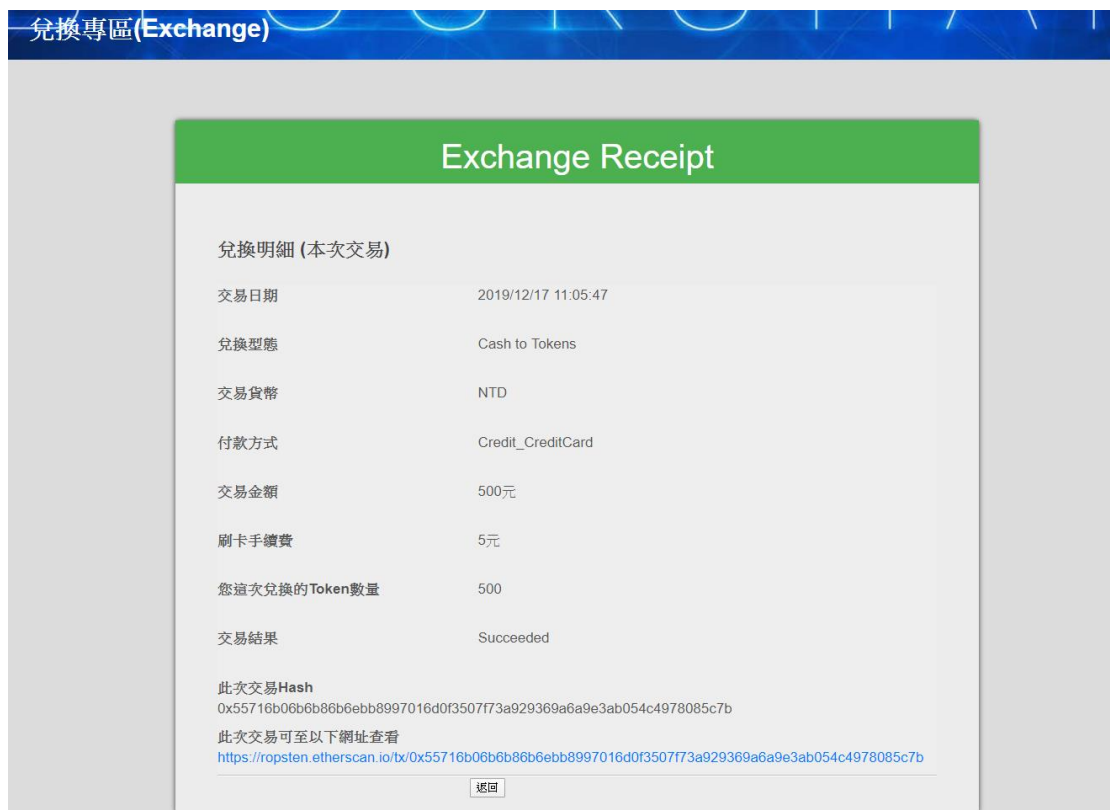 兌換專區(Exchange)
Exchange Receipt
兌換明細 (本次交易)
交易日期 2019/12/17 11:05:47
兌換型態 Cash to Tokens
交易貨幣 NTD
付款方式 Credit_CreditCard
交易金額 500元
刷卡手續費 5元
您這次兌換的Token數量 500
交易結果 Succeeded
此次交易Hash
0x55716b06b6b86b6ebb8997016d0f3507f73a929369a6a9e3ab054c4978085c7b
此次交易可至以下網址查看
https://ropsten.etherscan.io/tx/0x55716b06b6b86b6ebb8997016d0f3507f73a929369a6a9e3ab054c4978085c7b
返回